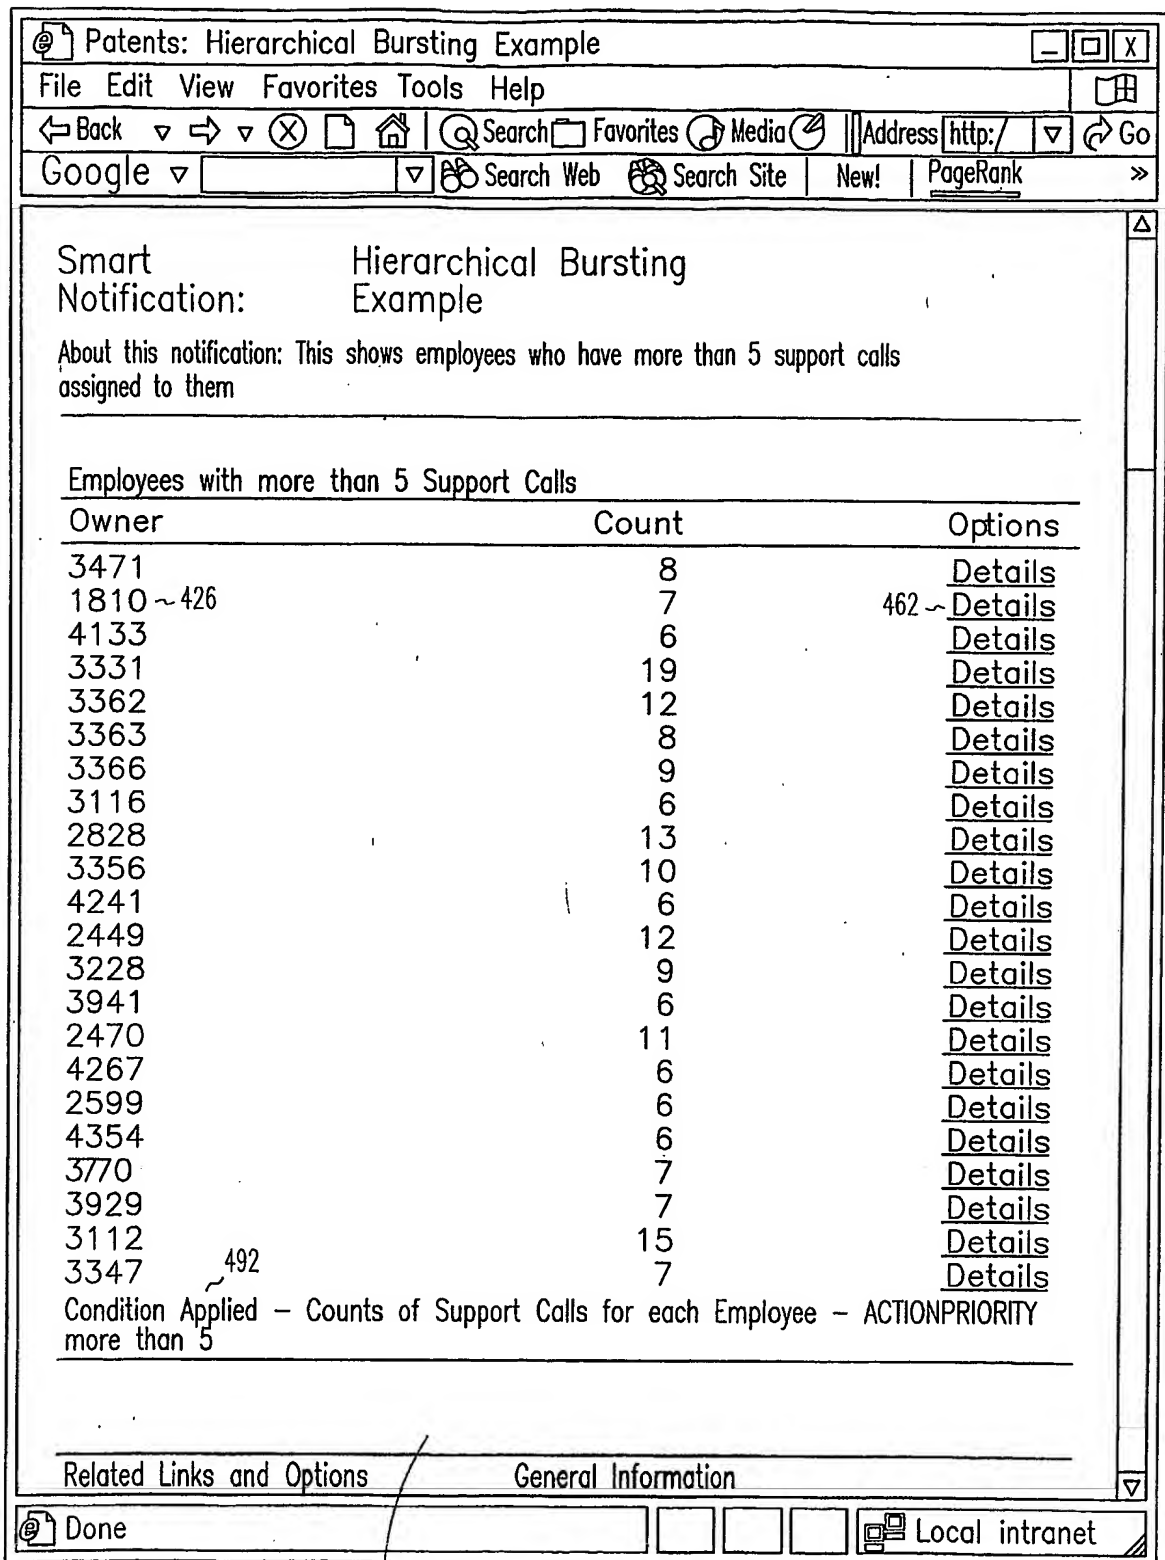 Patents: Hierarchical Bursting Example
X
File Edit View Favorites Tools Help
Back Search Favorites Media Address http:/ Go
Google Search Web Search Site New! PageRank »
Smart Hierarchical Bursting
Notification: Example
About this notification: This shows employees who have more than 5 support calls
assigned to them
Employees with more than 5 Support Calls
Owner Count Options
3471 8 Details
1810 ~426 7 462~ Details
4133 6 Details
3331 19 Details
3362 12 Details
3363 8 Details
3366 9 Details
3116 6 Details
2828 13 Details
3356 10 Details
4241 6 Details
2449 12 Details
3228 9 Details
3941 6 Details
2470 11 Details
4267 6 Details
2599 6 Details
4354 6 Details
3770 7 Details
3929 7 Details
3112 15 Details
3347 492 7 Details
Condition Applied – Counts of Support Calls for each Employee – ACTIONPRIORITY
more than 5
Related Links and Options General Information
Done Local intranet